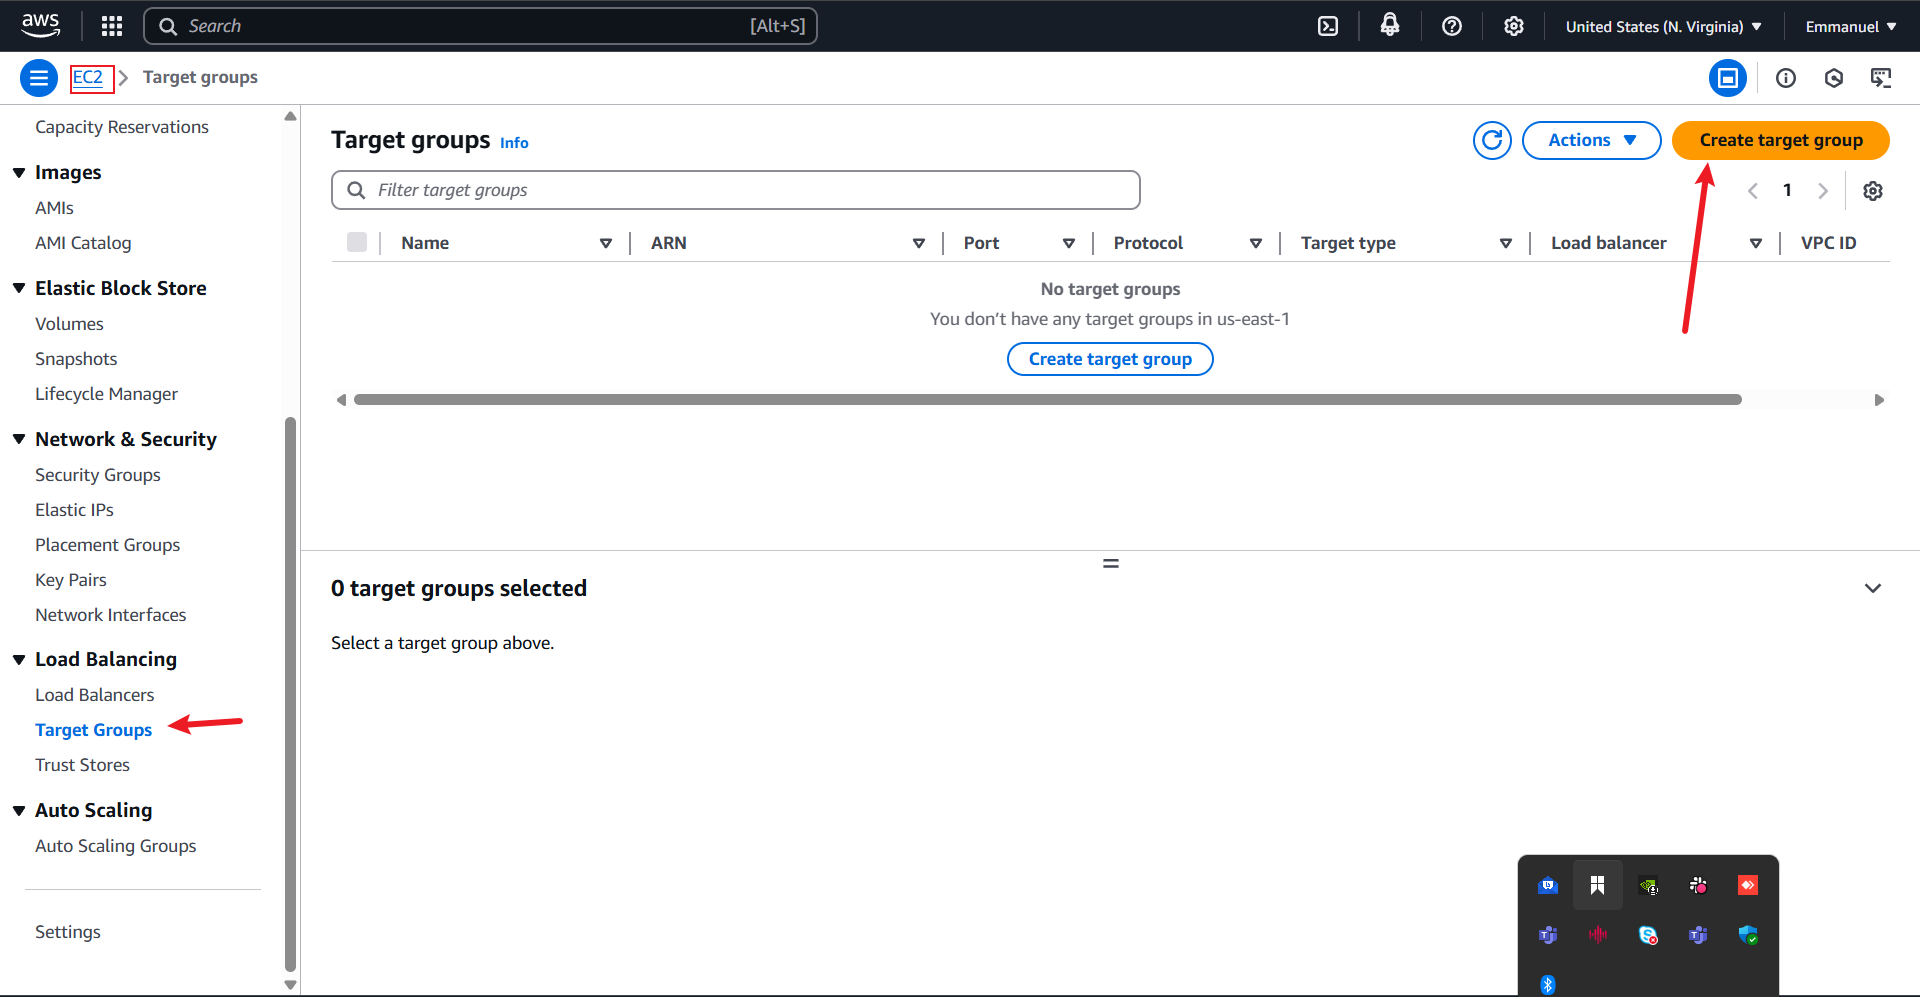 aws
Search [Alt+S]
United States (N. Virginia)
Emmanuel
EC2
Target groups
Capacity Reservations
Images
AMIs
AMI Catalog
Elastic Block Store
Volumes
Snapshots
Lifecycle Manager
Network & Security
Security Groups
Elastic IPs
Placement Groups
Key Pairs
Network Interfaces
Load Balancing
Load Balancers
Target Groups
Trust Stores
Auto Scaling
Auto Scaling Groups
Settings
Target groups Info
Actions
Create target group
Filter target groups
1
Name ARN Port Protocol Target type Load balancer VPC ID
No target groups
You don’t have any target groups in us-east-1
Create target group
0 target groups selected
Select a target group above.